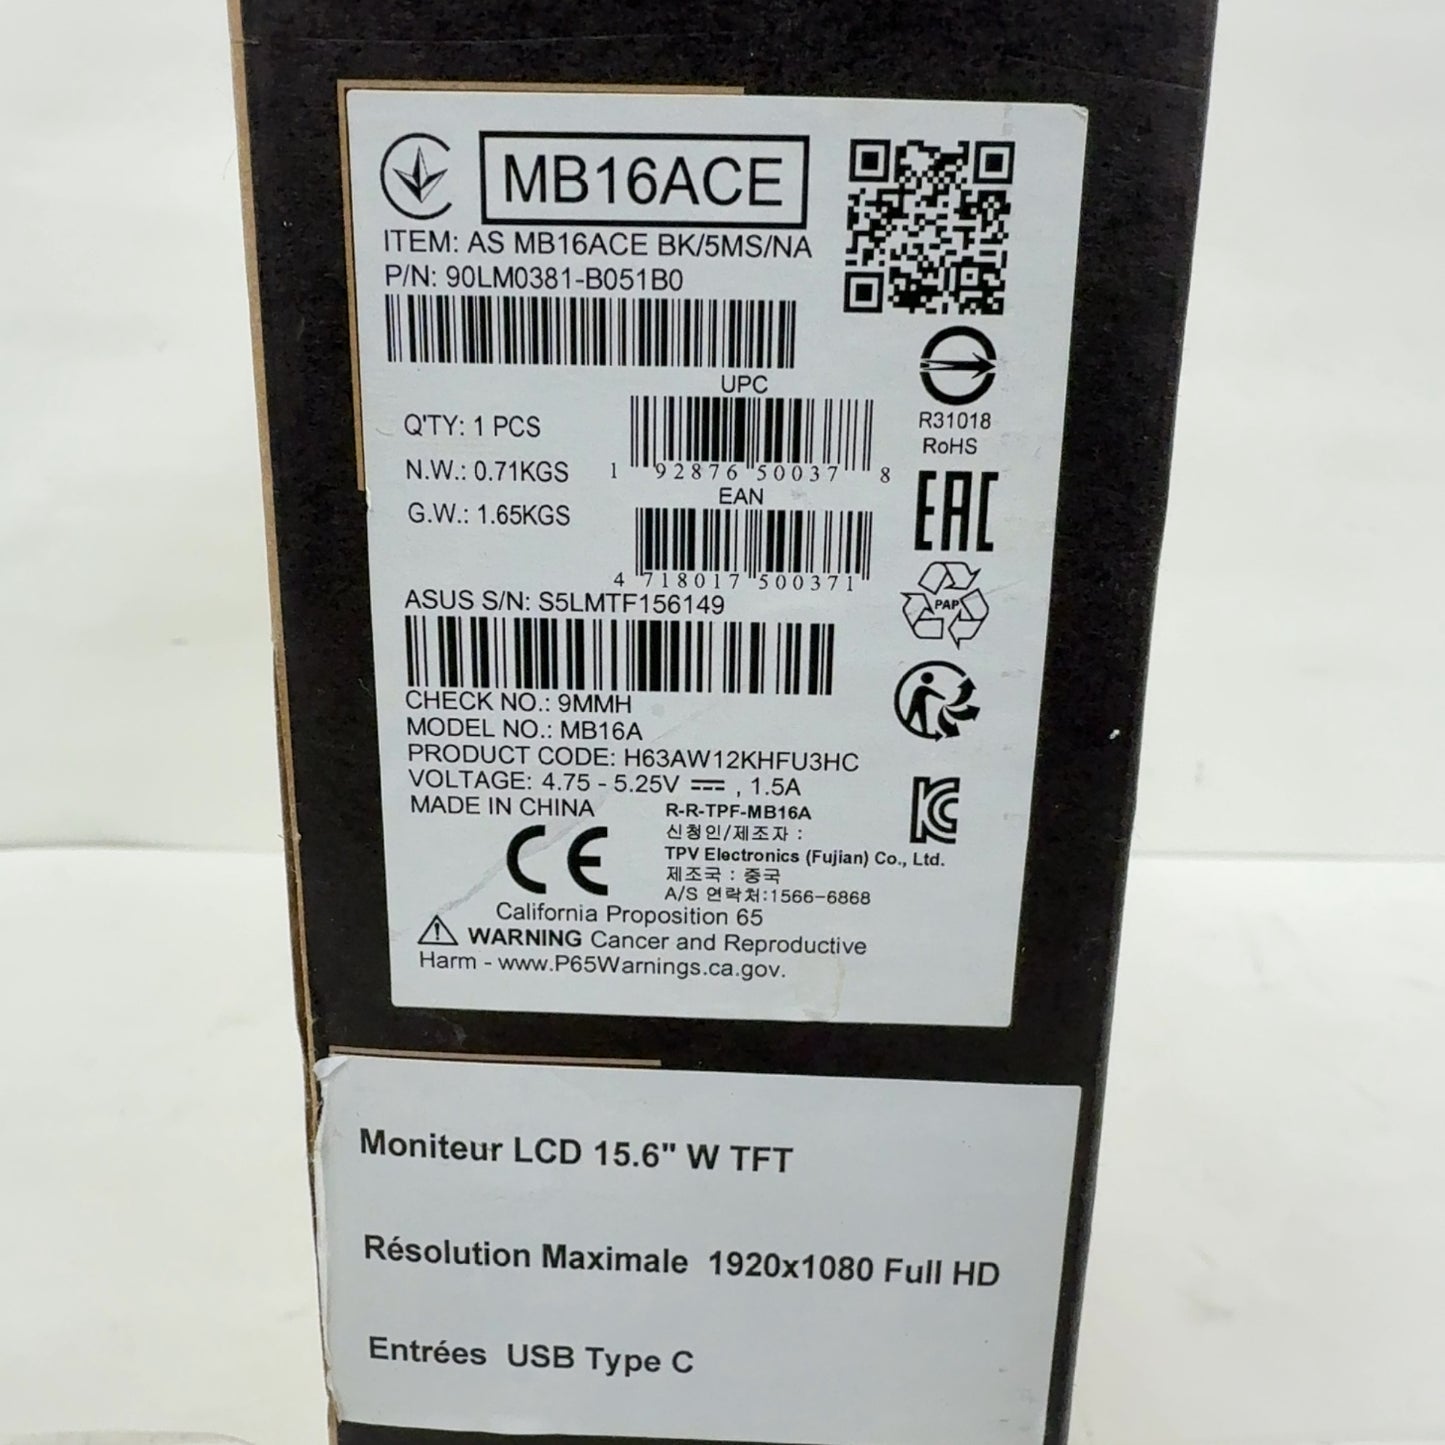 MB16ACE
ITEM: AS MB16ACE BK/5MS/NA
P/N: 90LM0381-B051B0
UPC
Q'TY: 1 PCS
1 92876 50037 8
N.W.: 0.71KGS
EAN
G.W.: 1.65KGS
4 718017 500371
R31018
RoHS
EAC
PAP
ASUS S/N: S5LMTF156149
CHECK NO.: 9MMH
MODEL NO.: MB16A
PRODUCT CODE: H63AW12KHFU3HC
VOLTAGE: 4.75 - 5.25V ⎓ , 1.5A
MADE IN CHINA
R-R-TPF-MB16A
신청인/제조자 :
TPV Electronics (Fujian) Co., Ltd.
제조국 : 중국
A/S 연락처:1566-6868
KC
CE
California Proposition 65
WARNING Cancer and Reproductive
Harm - www.P65Warnings.ca.gov.
Moniteur LCD 15.6" W TFT
Résolution Maximale 1920x1080 Full HD
Entrées USB Type C